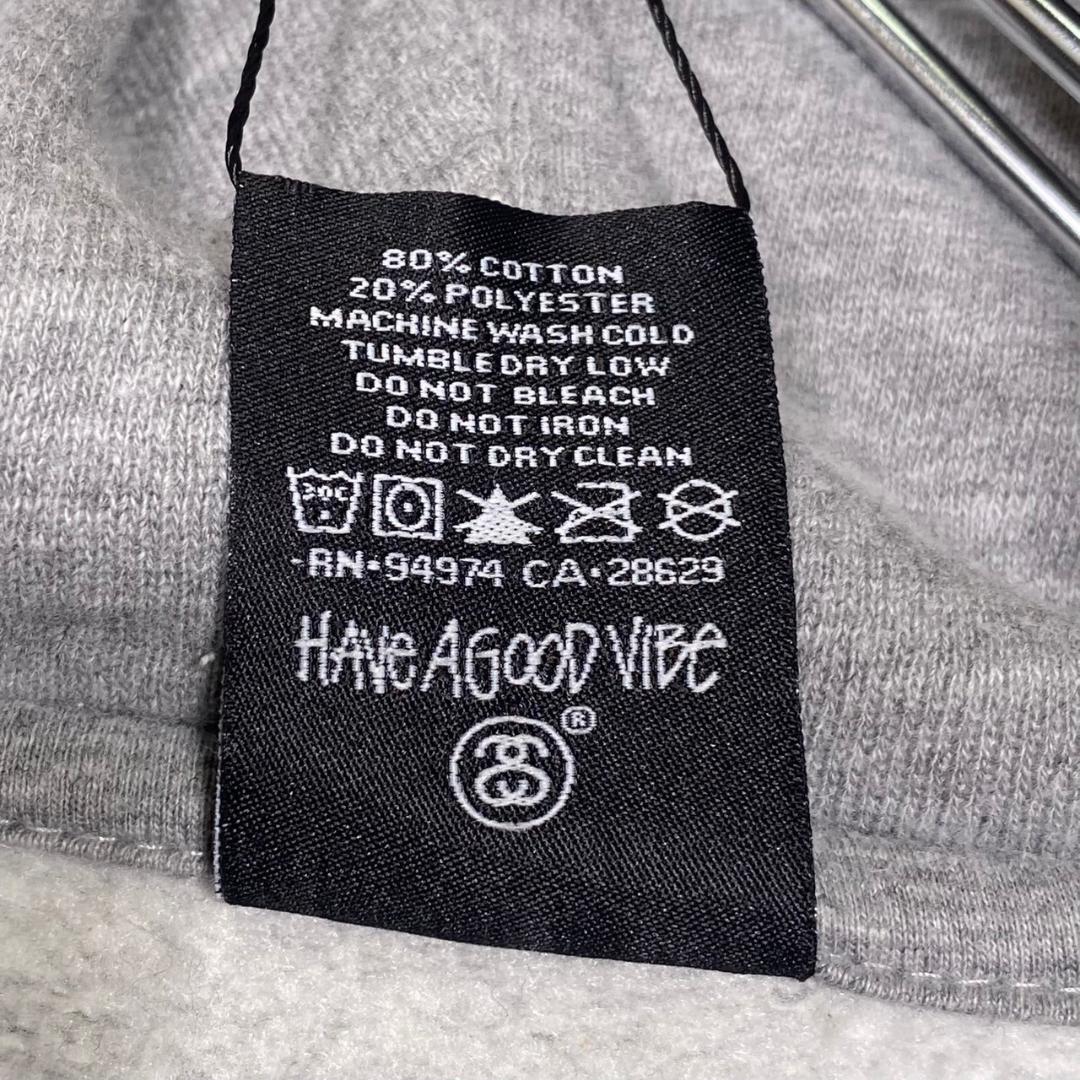 80% COTTON
20% POLYESTER
MACHINE WASH COLD
TUMBLE DRY LOW
DO NOT BLEACH
DO NOT IRON
DO NOT DRY CLEAN
30C
-RN•94974 CA•28629
HAVE A GOOD VIBE
®